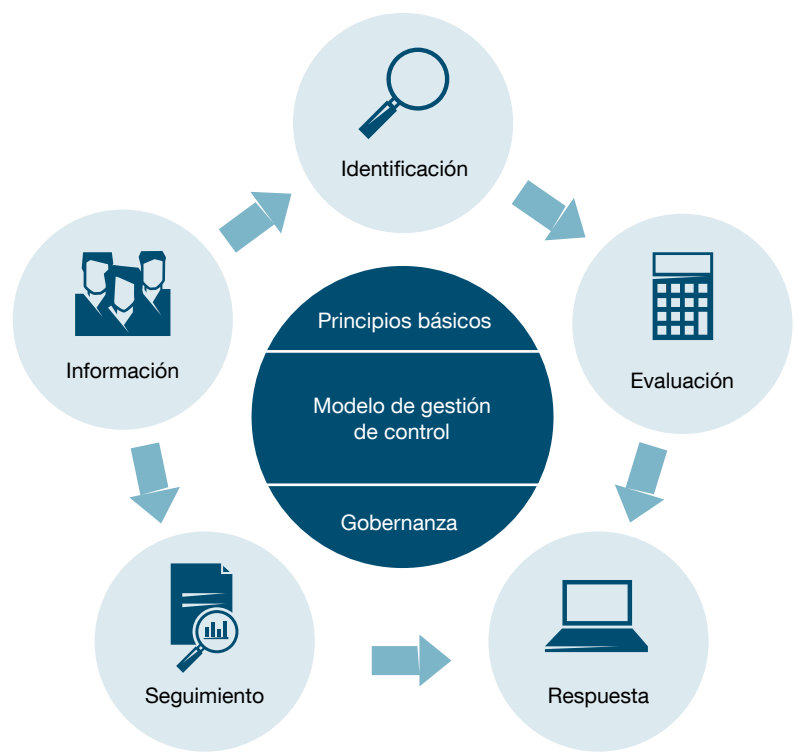 Identificación
Principios básicos
Información
Evaluación
Modelo de gestión
de control
Gobernanza
Seguimiento
Respuesta